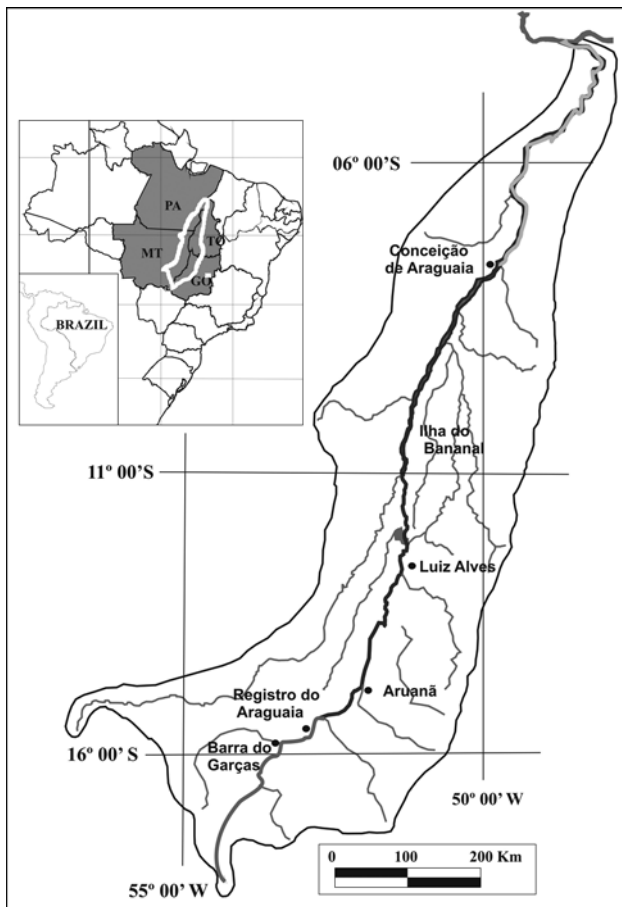 06º 00'S
PA
TO
MT
GO
BRAZIL
Conceição
de Araguaia
Ilha do
Bananal
11º 00'S
Luiz Alves
Aruanã
Registro do
Araguaia
Barra do
Garças
16º 00'S
50º 00' W
55º 00' W
0 100 200 Km